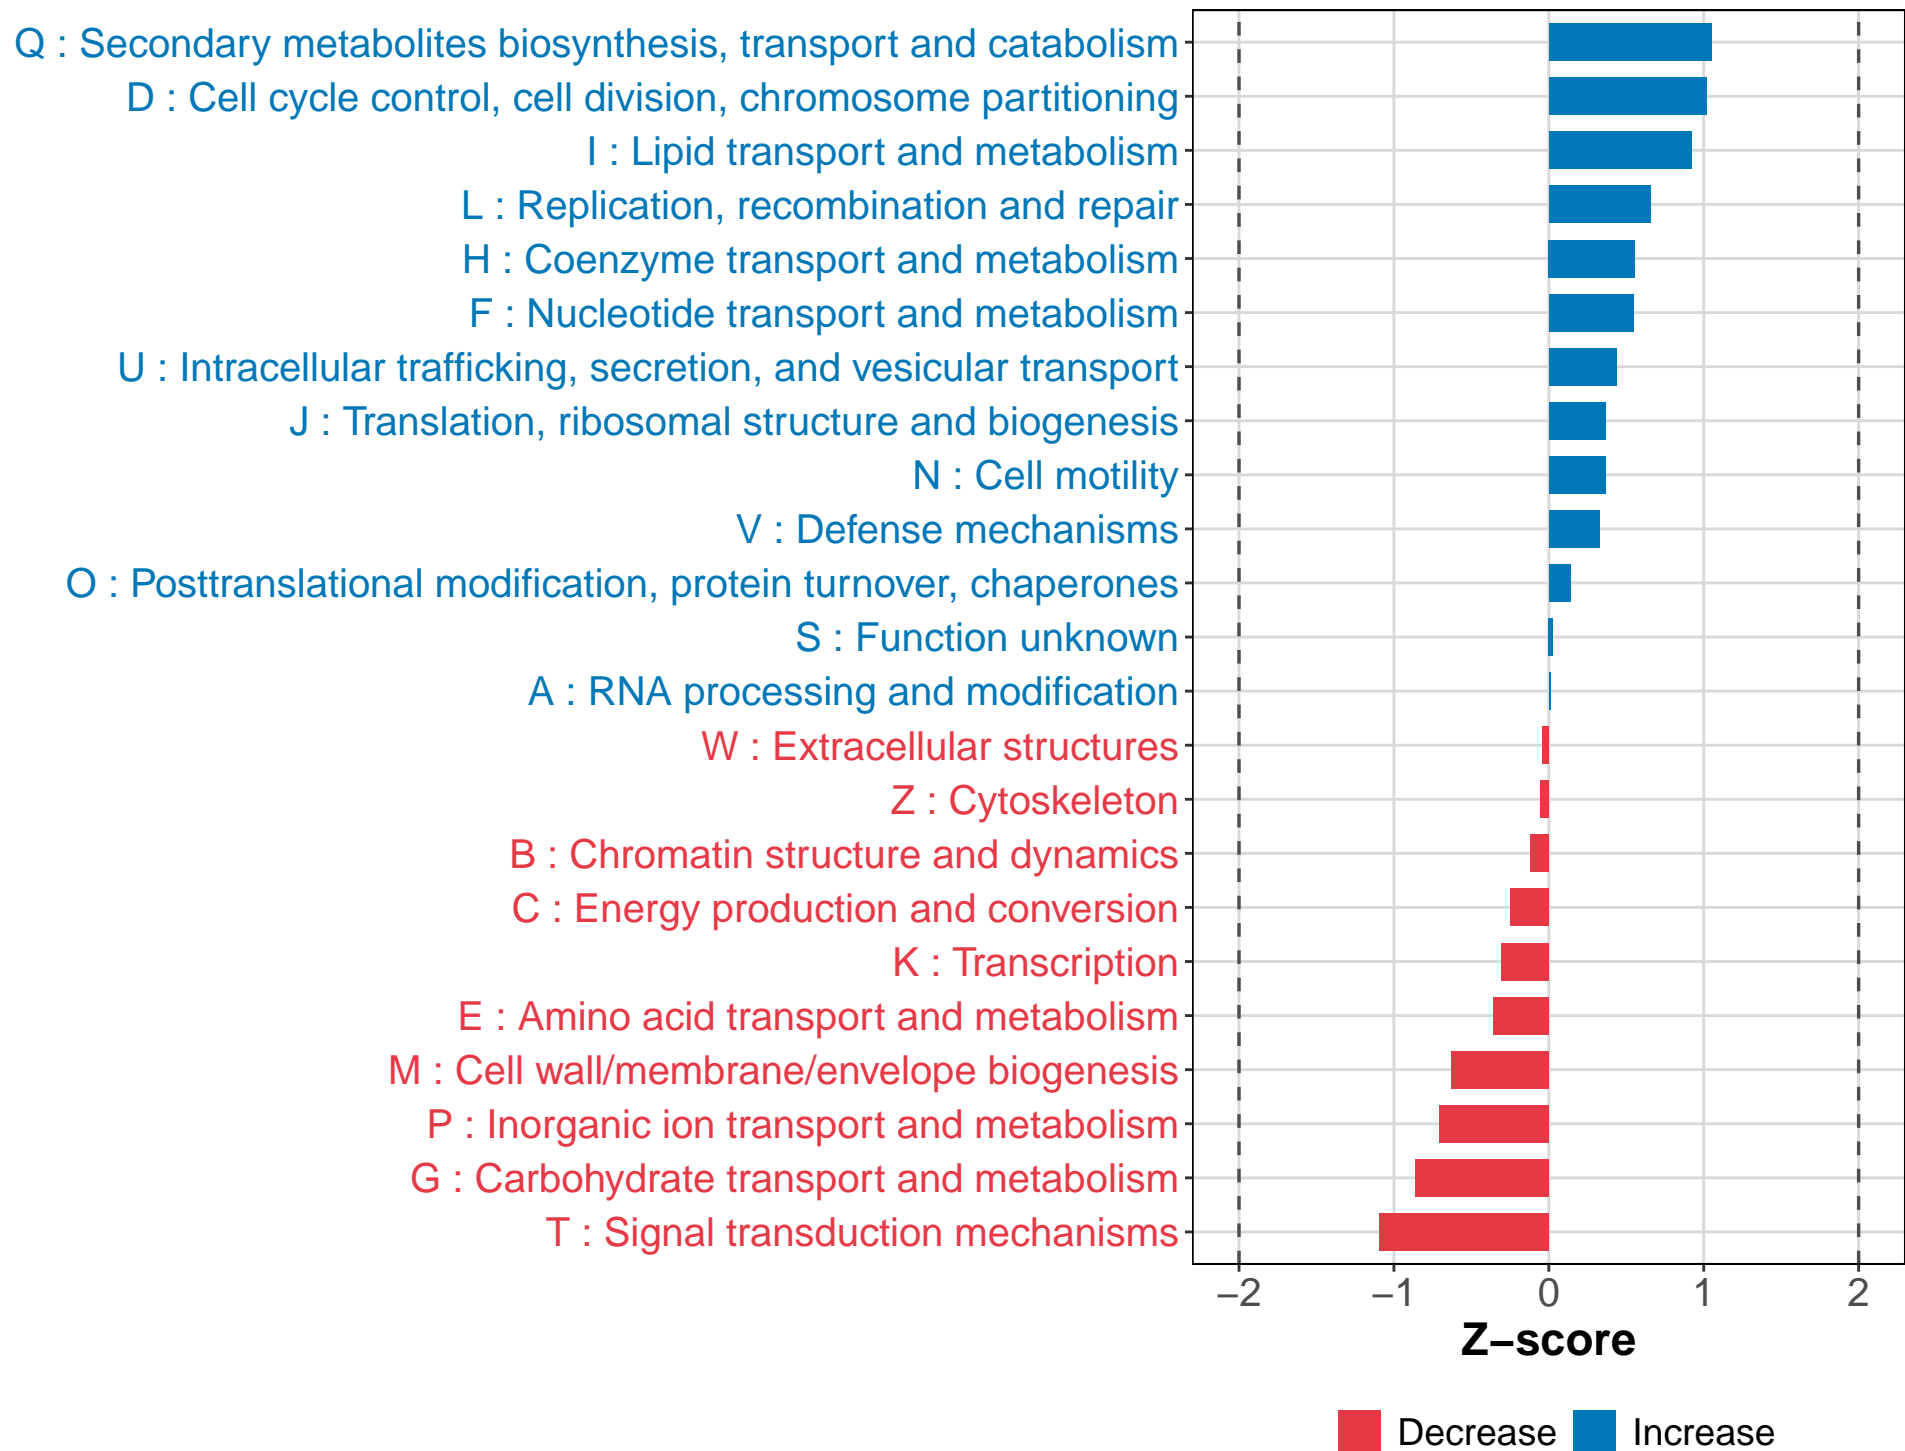 Q : Secondary metabolites biosynthesis, transport and catabolism
D : Cell cycle control, cell division, chromosome partitioning
I : Lipid transport and metabolism
L : Replication, recombination and repair
H : Coenzyme transport and metabolism
F : Nucleotide transport and metabolism
U : Intracellular trafficking, secretion, and vesicular transport
J : Translation, ribosomal structure and biogenesis
N : Cell motility
V : Defense mechanisms
O : Posttranslational modification, protein turnover, chaperones
S : Function unknown
A : RNA processing and modification
W : Extracellular structures
Z : Cytoskeleton
B : Chromatin structure and dynamics
C : Energy production and conversion
K : Transcription
E : Amino acid transport and metabolism
M : Cell wall/membrane/envelope biogenesis
P : Inorganic ion transport and metabolism
G : Carbohydrate transport and metabolism
T : Signal transduction mechanisms
−2 −1 0 1 2
Z−score
Decrease Increase